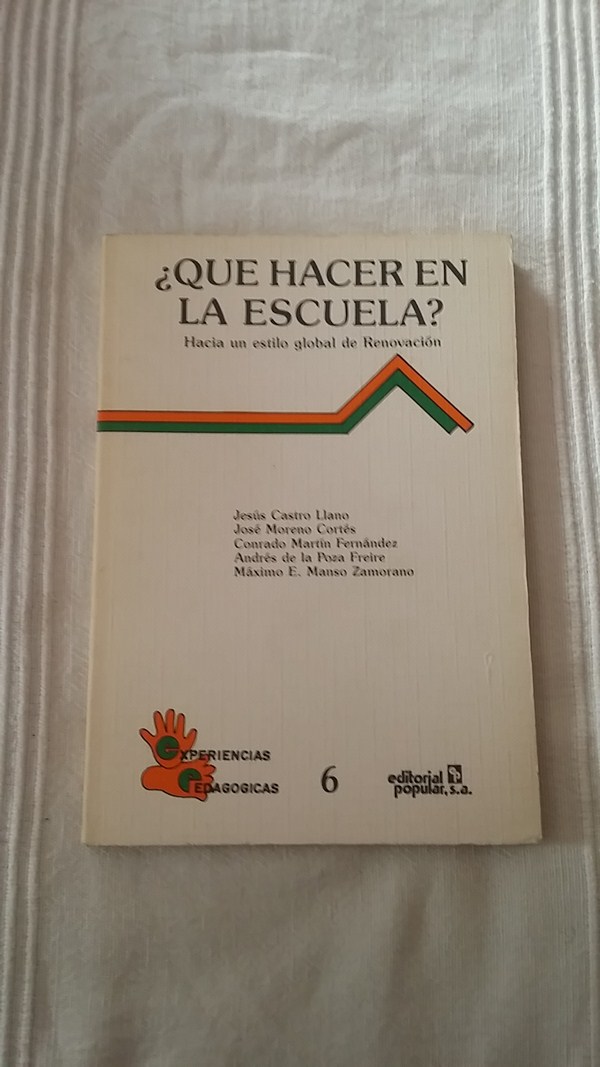 ¿QUE HACER EN
LA ESCUELA?
Hacia un estilo global de Renovación
Jesús Castro Llano
José Moreno Cortés
Conrado Martín Fernández
Andrés de la Poza Freire
Máximo E. Manso Zamorano
EXPERIENCIAS
PEDAGOGICAS
6
editorial
popular, s.a.